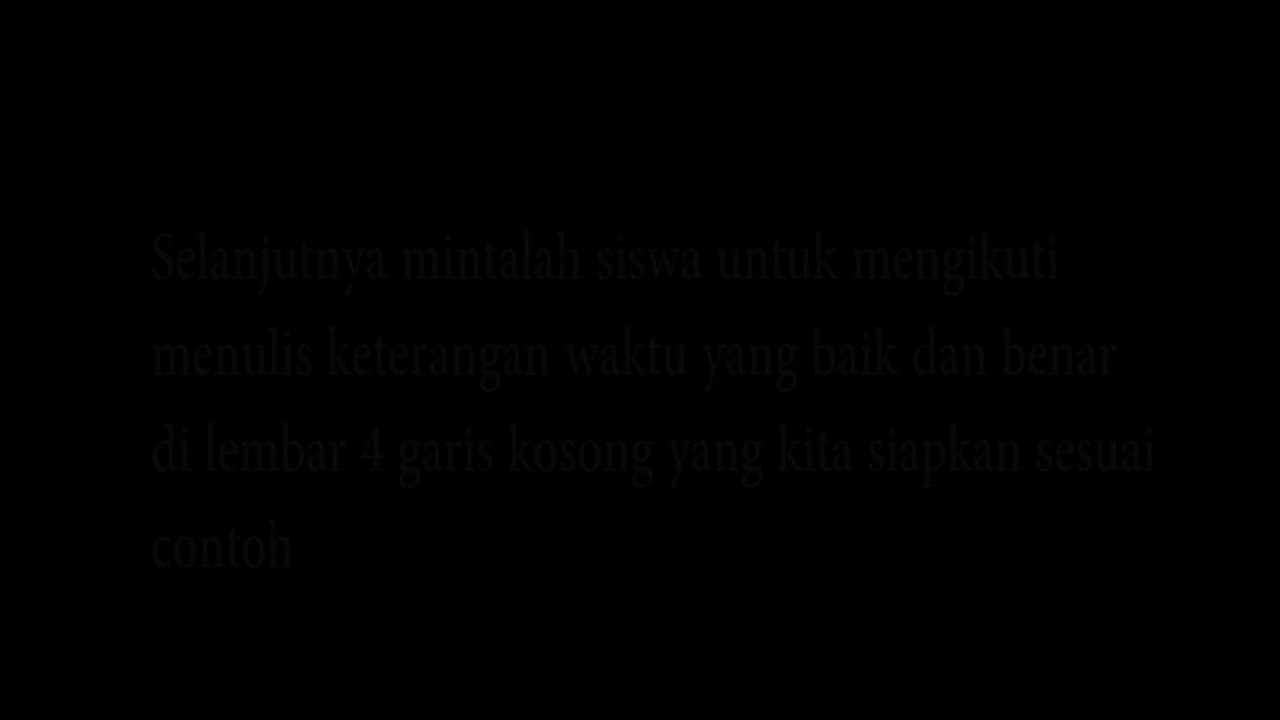 Selanjutnya mintalah siswa untuk mengikuti
menulis keterangan waktu yang baik dan benar
di lembar 4 garis kosong yang kita siapkan sesuai
contoh